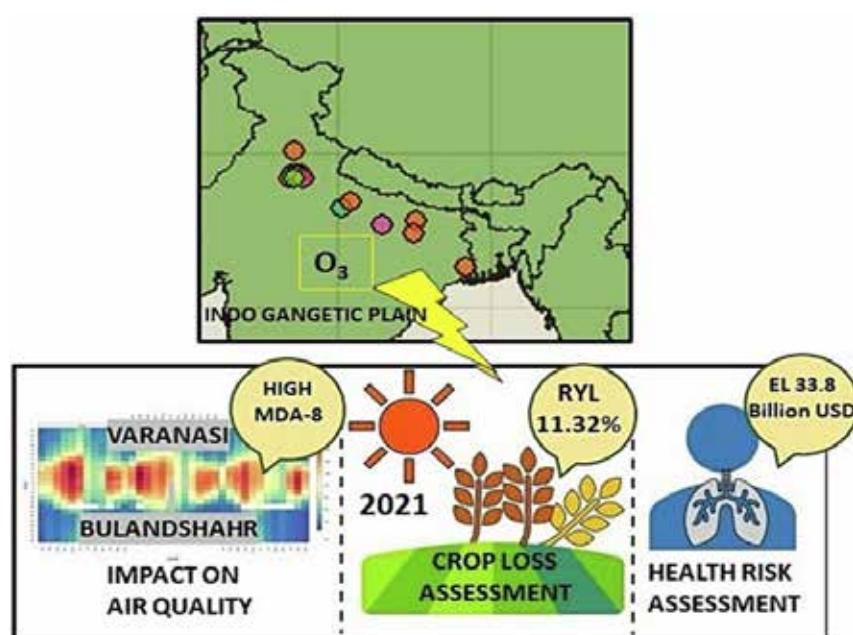 O₃
INDO GANGETIC PLAIN
HIGH
MDA-8
VARANASI
BULANDSHAHR
IMPACT ON
AIR QUALITY
RYL
11.32%
2021
CROP LOSS
ASSESSMENT
EL 33.8
Billion USD
HEALTH RISK
ASSESSMENT